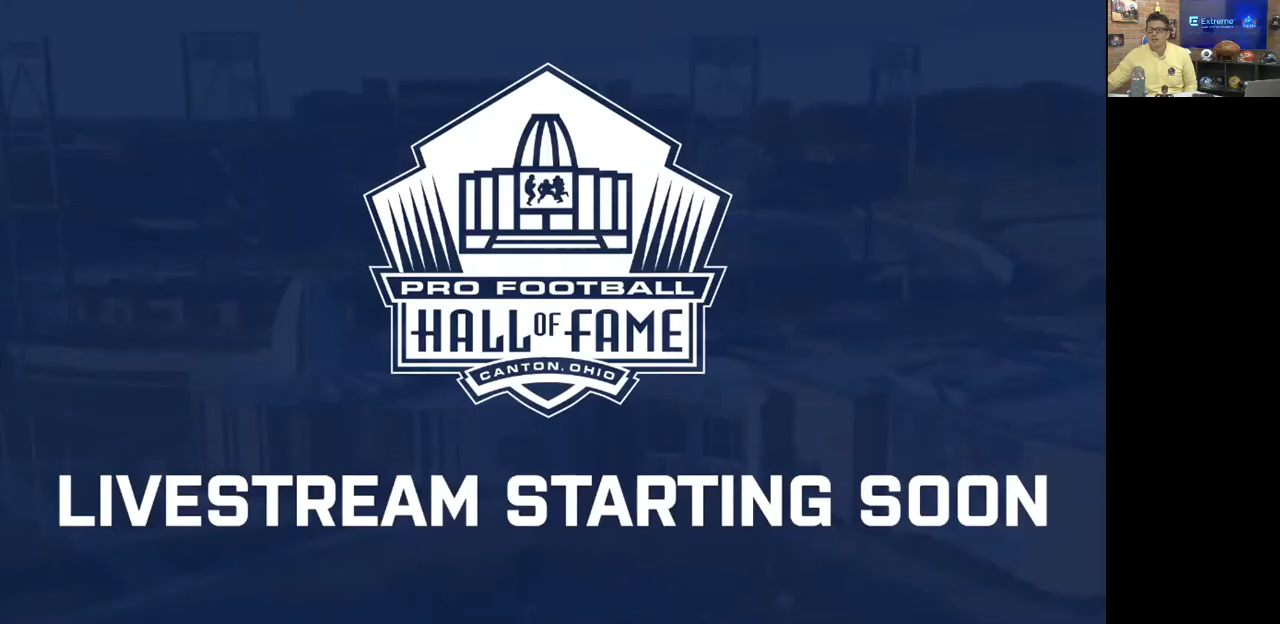 PRO FOOTBALL
HALL OF FAME
CANTON, OHIO
LIVESTREAM STARTING SOON
Extreme